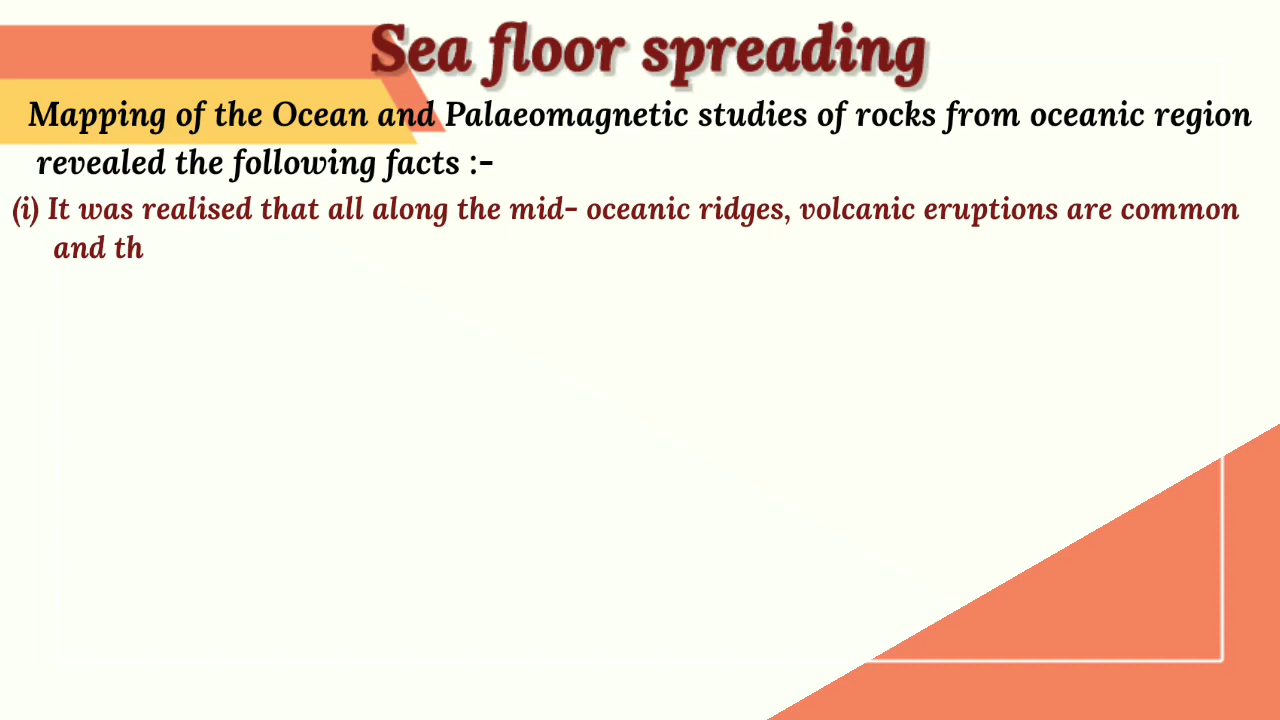 Sea floor spreading
Mapping of the Ocean and Palaeomagnetic studies of rocks from oceanic region
revealed the following facts :-
(i) It was realised that all along the mid- oceanic ridges, volcanic eruptions are common
and th